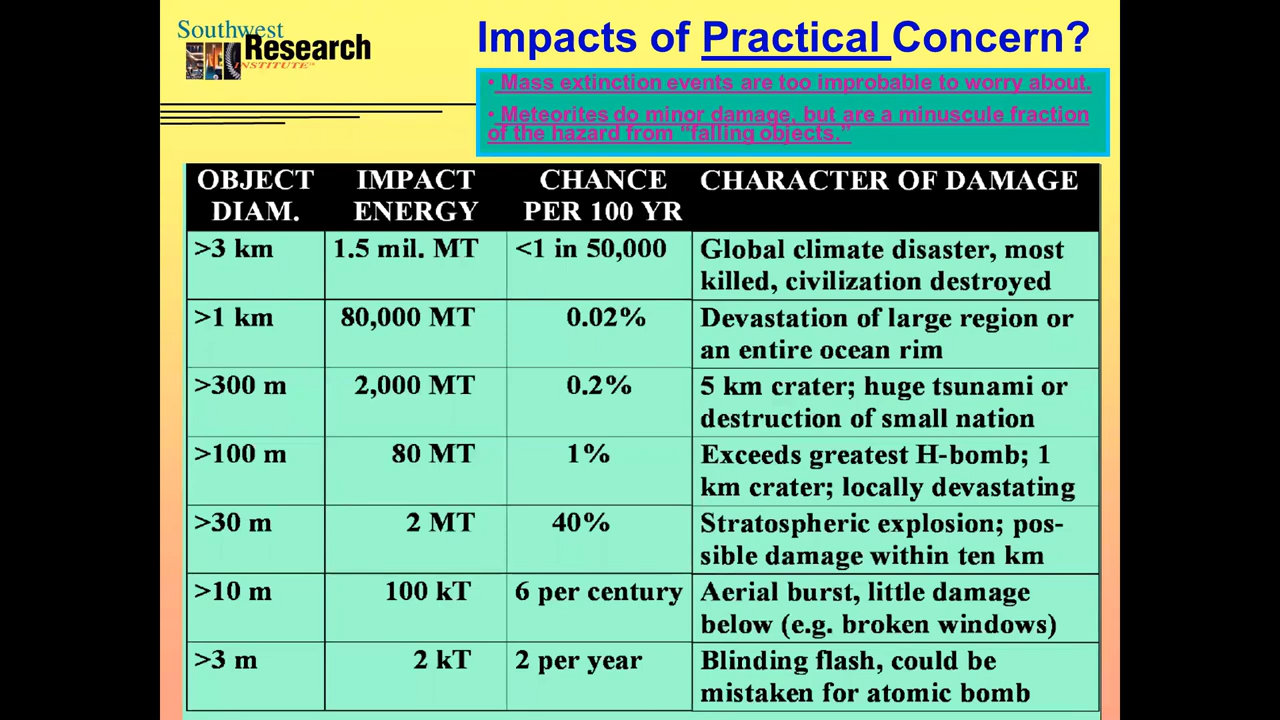 Southwest
Research
INSTITUTE™
Impacts of Practical Concern?
• Mass extinction events are too improbable to worry about.
• Meteorites do minor damage, but are a minuscule fraction
of the hazard from “falling objects.”
OBJECT DIAM. IMPACT ENERGY CHANCE PER 100 YR CHARACTER OF DAMAGE
>3 km 1.5 mil. MT <1 in 50,000 Global climate disaster, most
killed, civilization destroyed
>1 km 80,000 MT 0.02% Devastation of large region or
an entire ocean rim
>300 m 2,000 MT 0.2% 5 km crater; huge tsunami or
destruction of small nation
>100 m 80 MT 1% Exceeds greatest H-bomb; 1
km crater; locally devastating
>30 m 2 MT 40% Stratospheric explosion; pos-
sible damage within ten km
>10 m 100 kT 6 per century Aerial burst, little damage
below (e.g. broken windows)
>3 m 2 kT 2 per year Blinding flash, could be
mistaken for atomic bomb